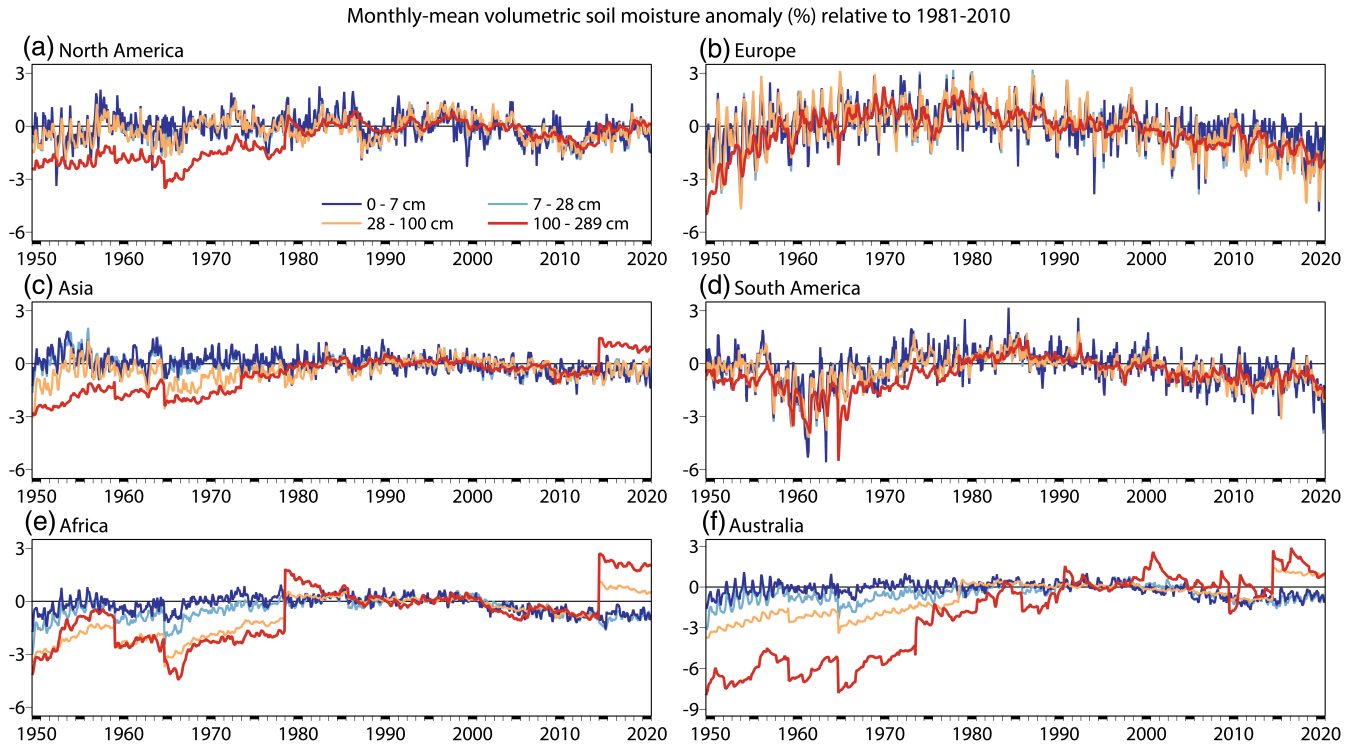 Monthly-mean volumetric soil moisture anomaly (%) relative to 1981-2010
(a) North America
3
0
-3
-6
0 - 7 cm
7 - 28 cm
28 - 100 cm
100 - 289 cm
1950 1960 1970 1980 1990 2000 2010 2020
(b) Europe
3
0
-3
-6
1950 1960 1970 1980 1990 2000 2010 2020
(c) Asia
3
0
-3
-6
1950 1960 1970 1980 1990 2000 2010 2020
(d) South America
3
0
-3
-6
1950 1960 1970 1980 1990 2000 2010 2020
(e) Africa
3
0
-3
-6
1950 1960 1970 1980 1990 2000 2010 2020
(f) Australia
3
0
-3
-6
-9
1950 1960 1970 1980 1990 2000 2010 2020